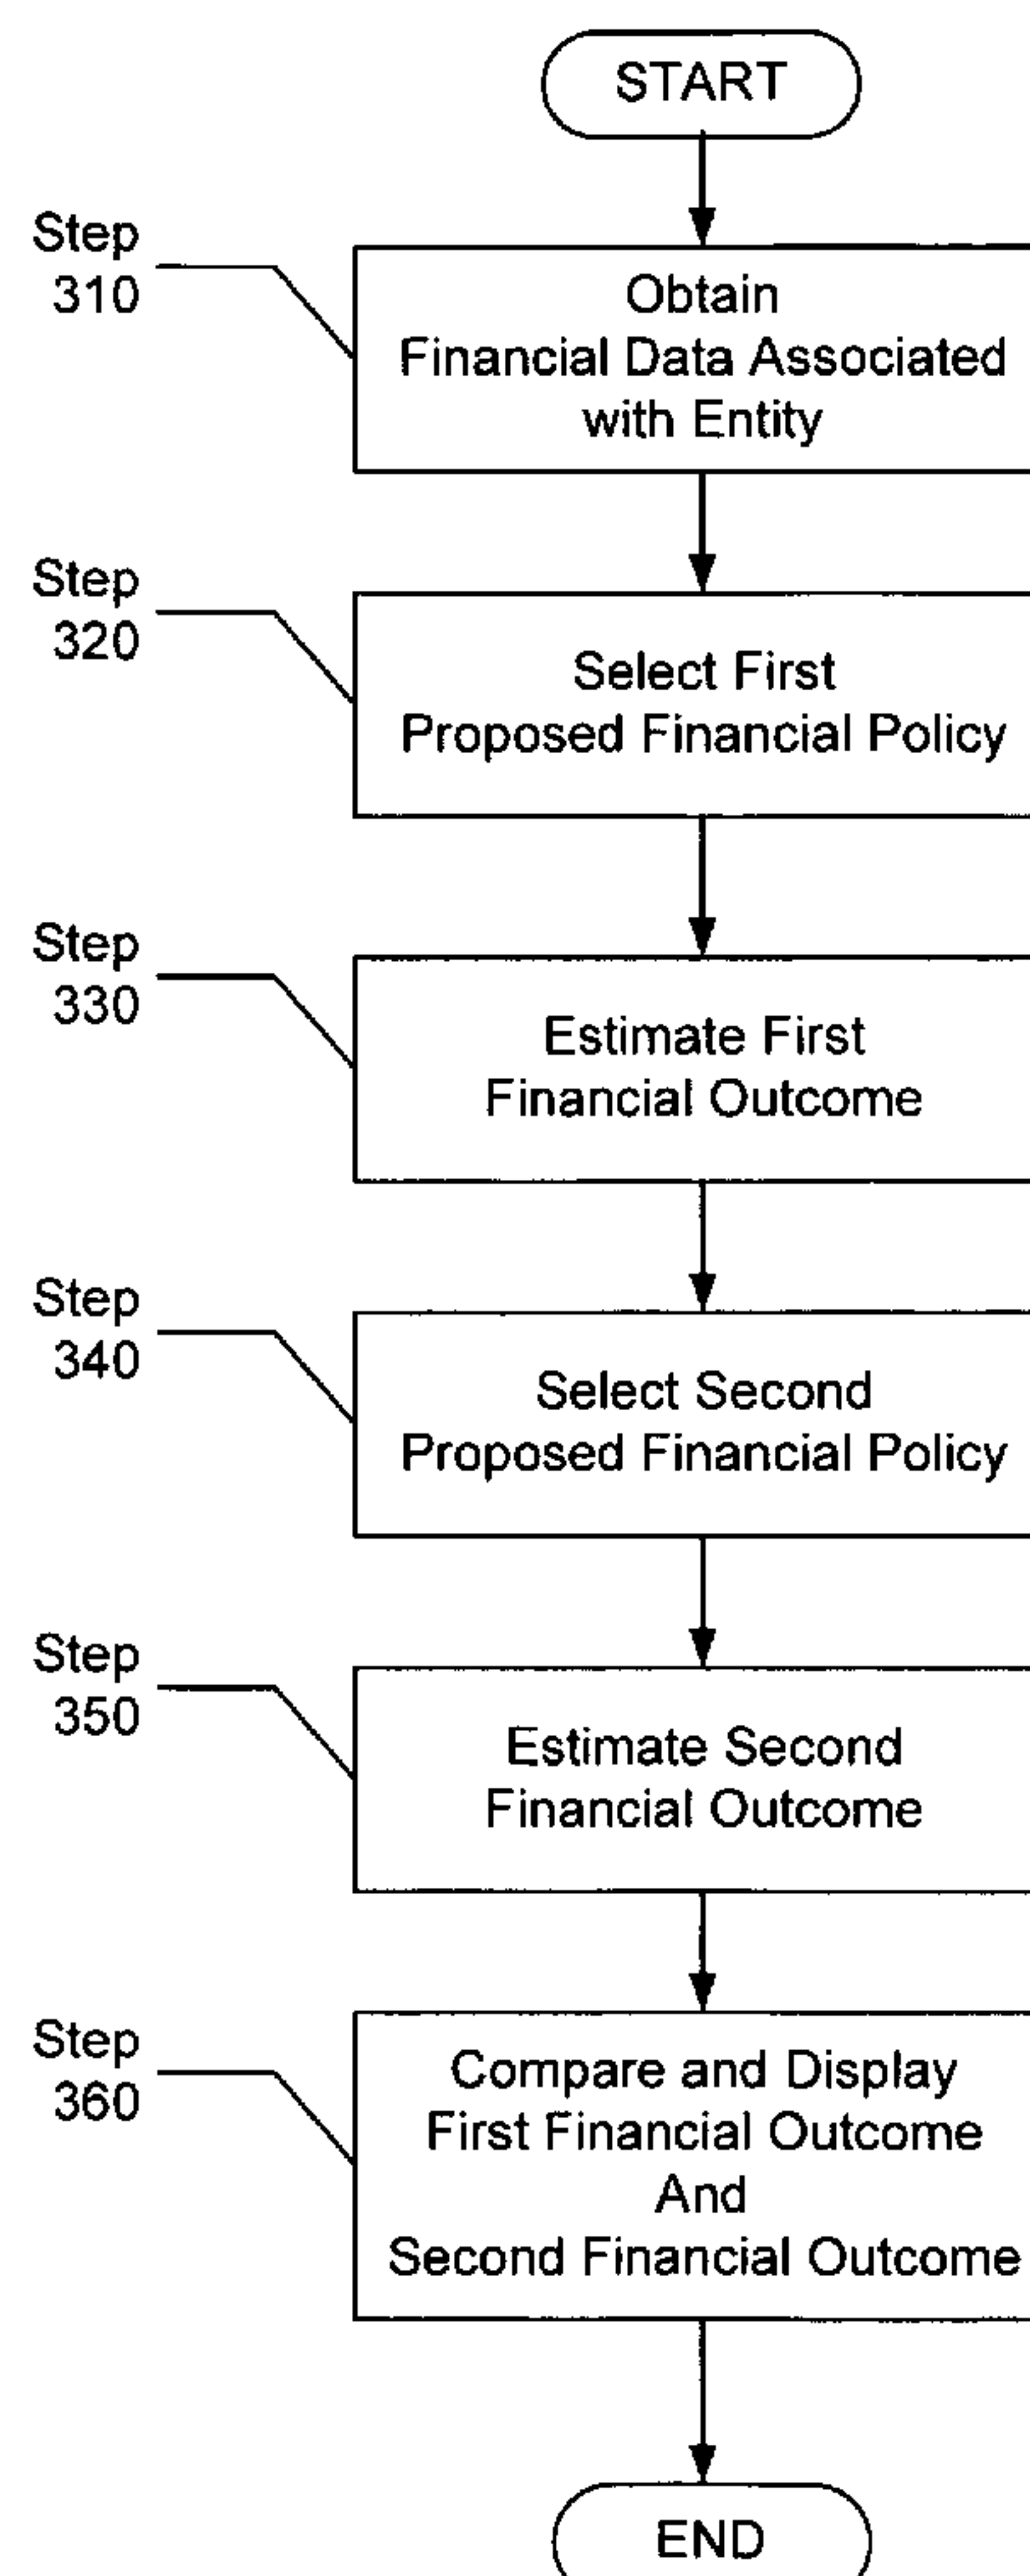 START
Step
310
Obtain
Financial Data Associated
with Entity
Step
320
Select First
Proposed Financial Policy
Step
330
Estimate First
Financial Outcome
Step
340
Select Second
Proposed Financial Policy
Step
350
Estimate Second
Financial Outcome
Step
360
Compare and Display
First Financial Outcome
And
Second Financial Outcome
END